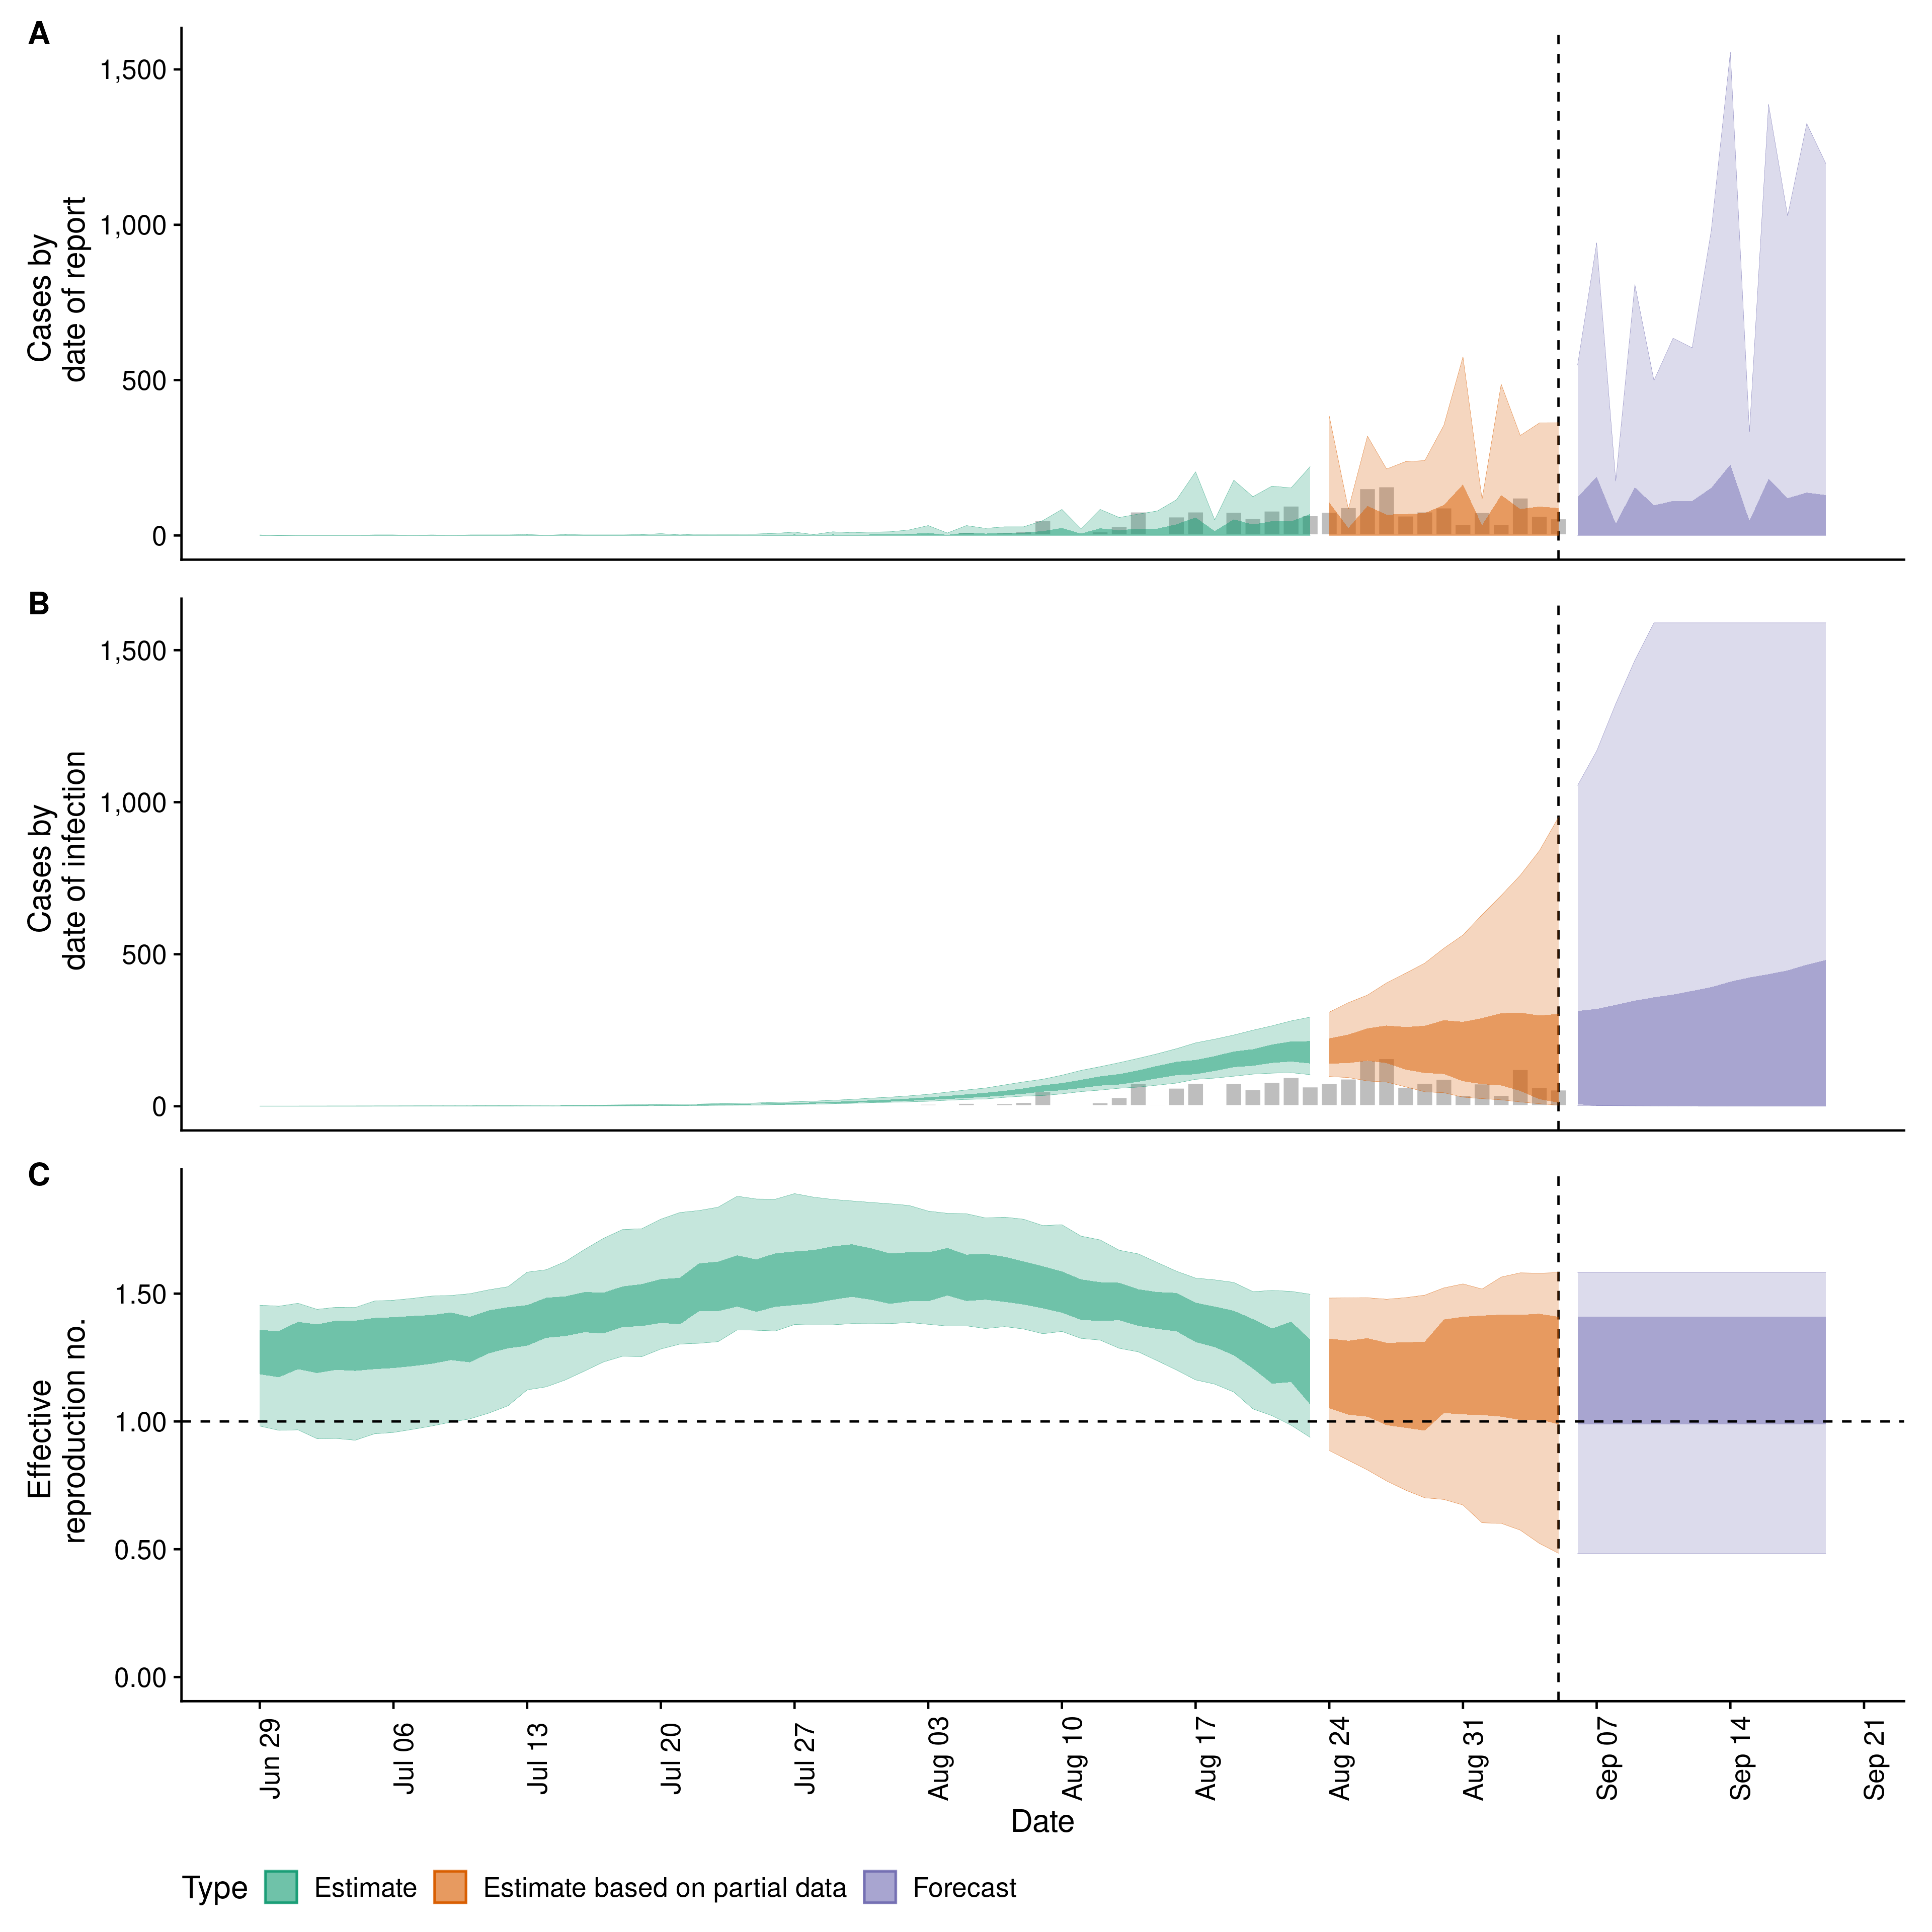 A
1,500
1,000
500
0
Cases by
date of report
B
1,500
1,000
500
0
Cases by
date of infection
C
1.50
1.00
0.50
0.00
Effective
reproduction no.
Jun 29
Jul 06
Jul 13
Jul 20
Jul 27
Aug 03
Aug 10
Aug 17
Aug 24
Aug 31
Sep 07
Sep 14
Sep 21
Date
Type Estimate Estimate based on partial data Forecast